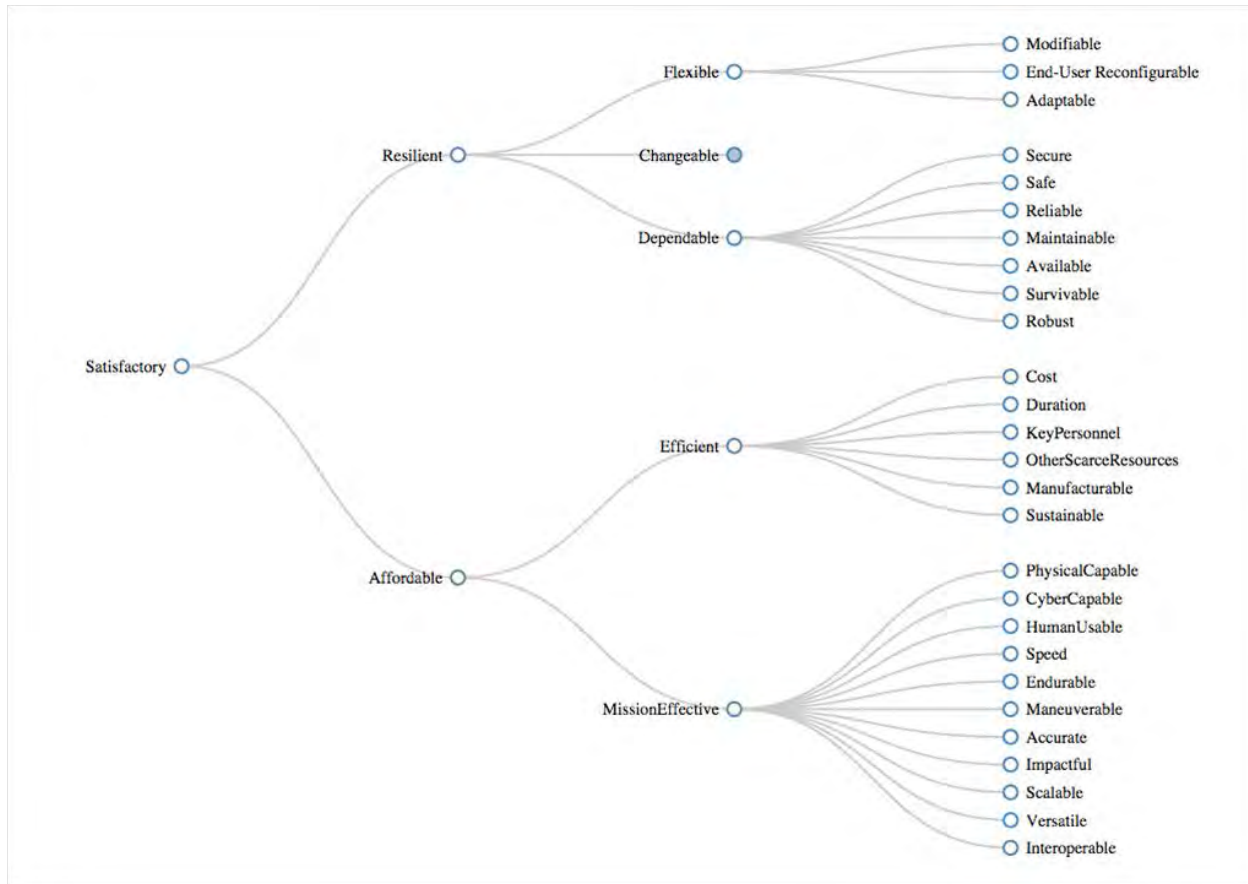 Modifiable
Flexible
End-User Reconfigurable
Adaptable
Resilient
Changeable
Secure
Safe
Reliable
Dependable
Maintainable
Available
Survivable
Robust
Satisfactory
Cost
Duration
KeyPersonnel
Efficient
OtherScarceResources
Manufacturable
Sustainable
Affordable
PhysicalCapable
CyberCapable
HumanUsable
Speed
Endurable
MissionEffective
Maneuverable
Accurate
Impactful
Scalable
Versatile
Interoperable